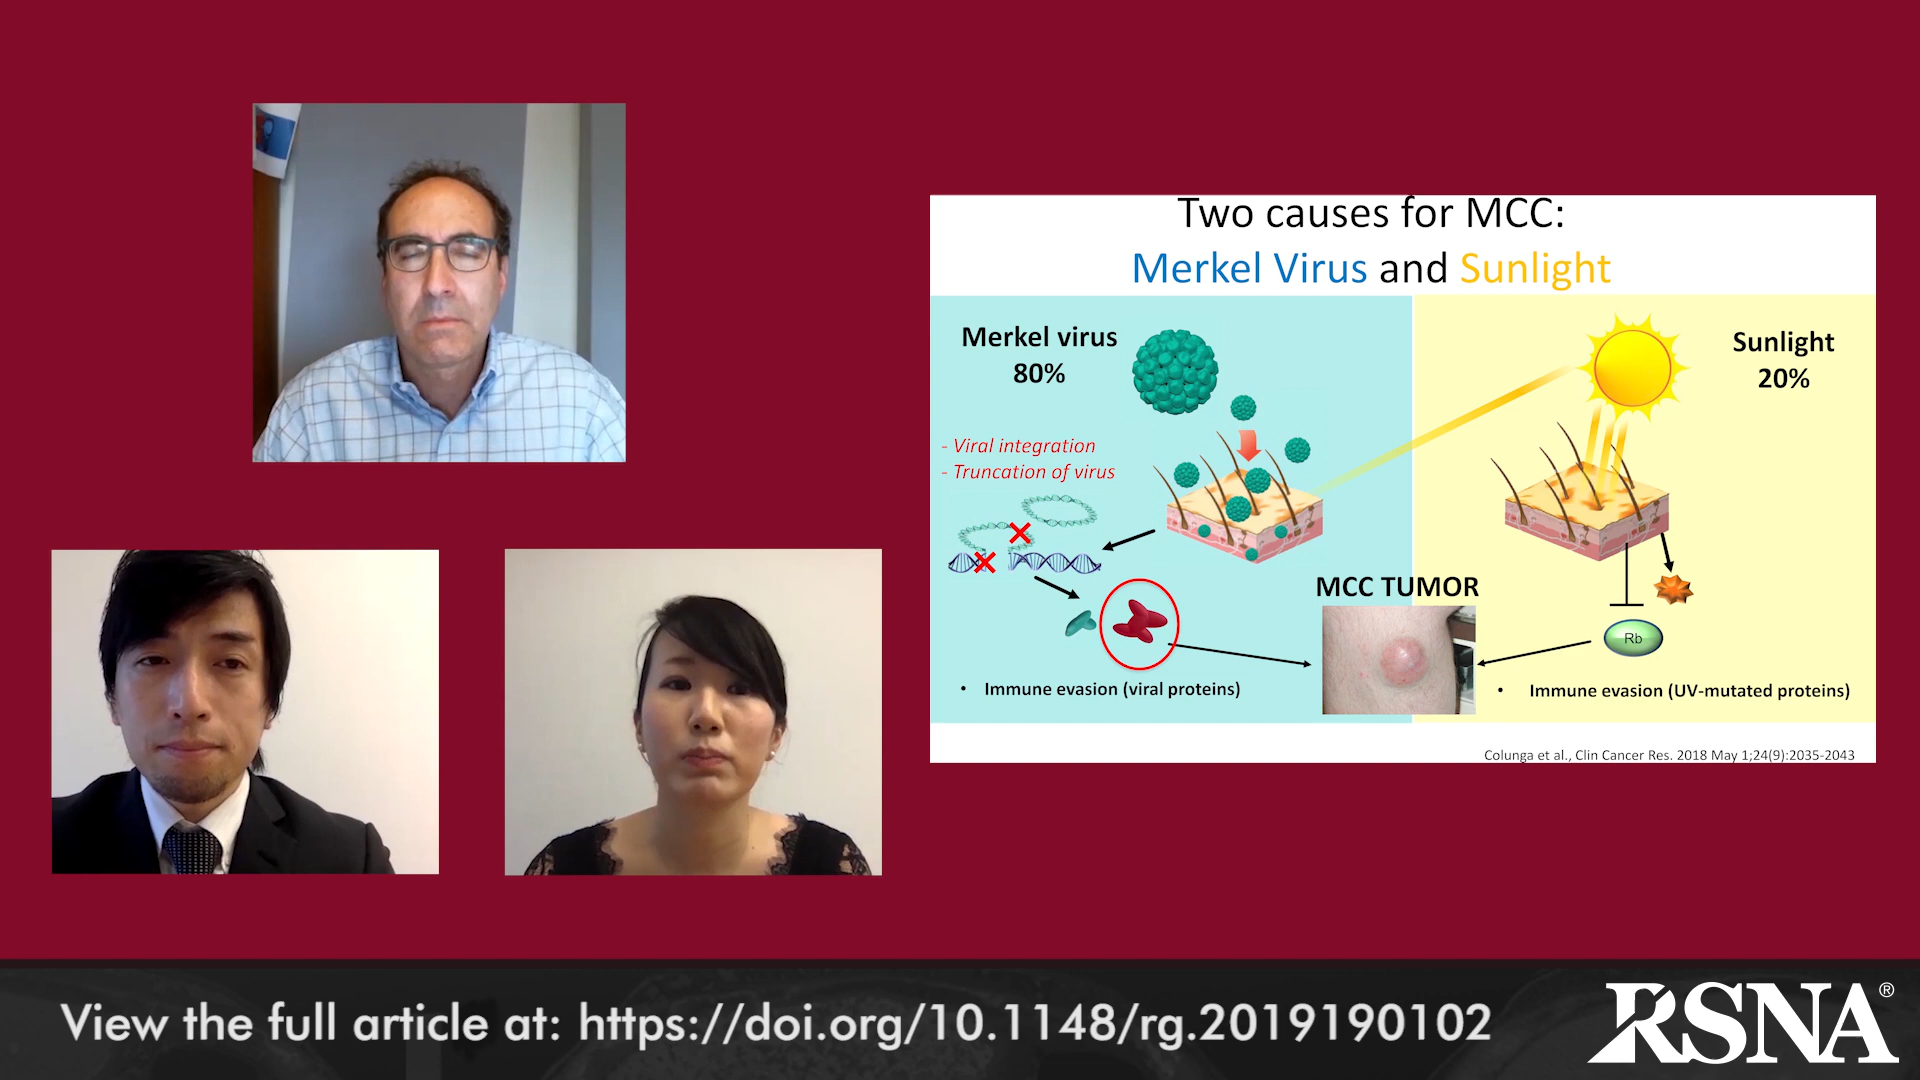 Two causes for MCC:
Merkel Virus and Sunlight
Merkel virus
80%
Sunlight
20%
- Viral integration
- Truncation of virus
MCC TUMOR
Rb
• Immune evasion (viral proteins)
• Immune evasion (UV-mutated proteins)
Colunga et al., Clin Cancer Res. 2018 May 1;24(9):2035-2043
View the full article at: https://doi.org/10.1148/rg.2019190102
RSNA®